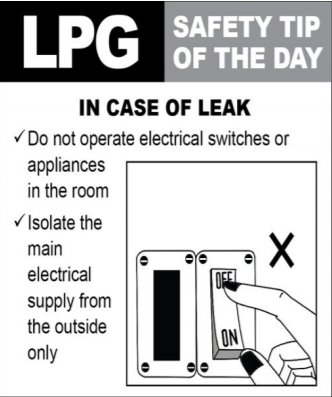 LPG
SAFETY TIP
OF THE DAY
IN CASE OF LEAK
✓Do not operate electrical switches or
appliances
in the room
✓Isolate the
main
electrical
supply from
the outside
only
OFF
ON
X